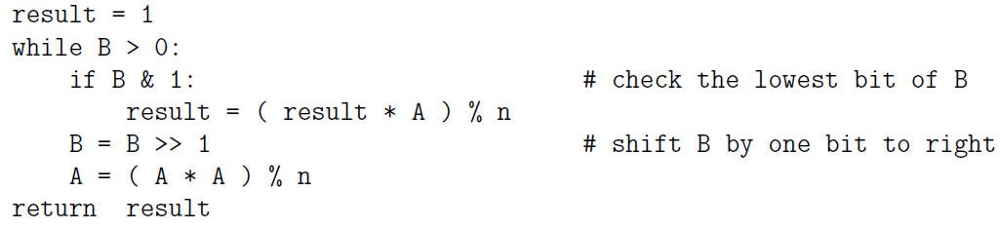 result = 1
while B > 0:
    if B & 1:                            # check the lowest bit of B
        result = ( result * A ) % n
    B = B >> 1                           # shift B by one bit to right
    A = ( A * A ) % n
return  result